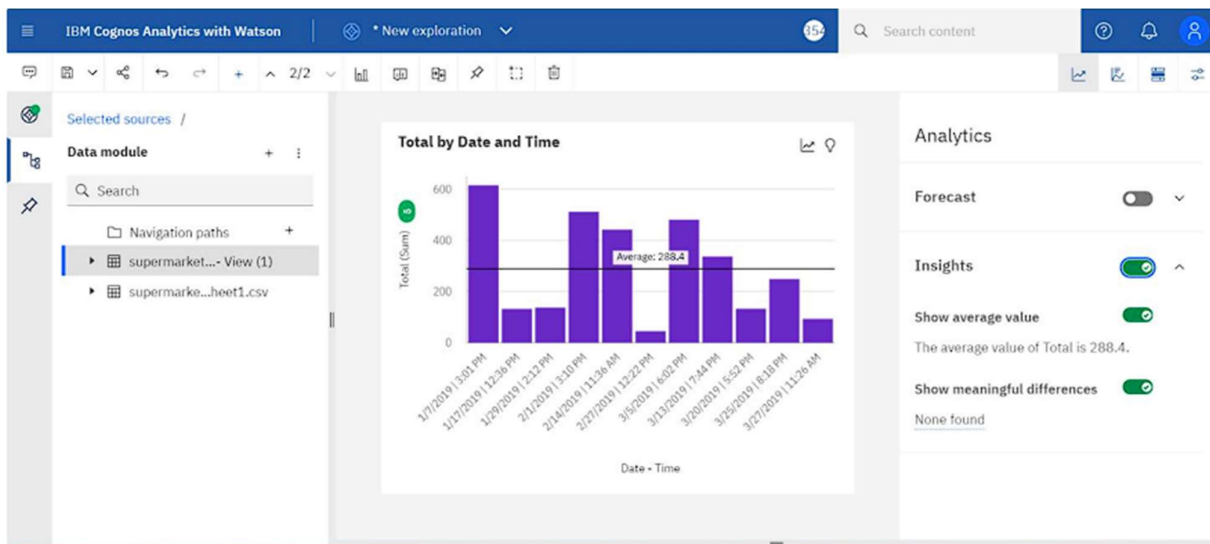 IBM Cognos Analytics with Watson
* New exploration
Search content
2/2
Selected sources /
Data module
Search
Navigation paths
supermarket...- View (1)
supermarke...heet1.csv
Total by Date and Time
Total (Sum)
600
400
200
0
Average: 288.4
1/7/2019 | 3:01 PM
1/17/2019 | 12:36 PM
1/29/2019 | 2:12 PM
2/1/2019 | 3:10 PM
2/14/2019 | 11:36 AM
2/27/2019 | 12:22 PM
3/5/2019 | 6:02 PM
3/13/2019 | 7:44 PM
3/20/2019 | 5:52 PM
3/25/2019 | 8:18 PM
3/27/2019 | 11:26 AM
Date - Time
Analytics
Forecast
Insights
Show average value
The average value of Total is 288.4.
Show meaningful differences
None found